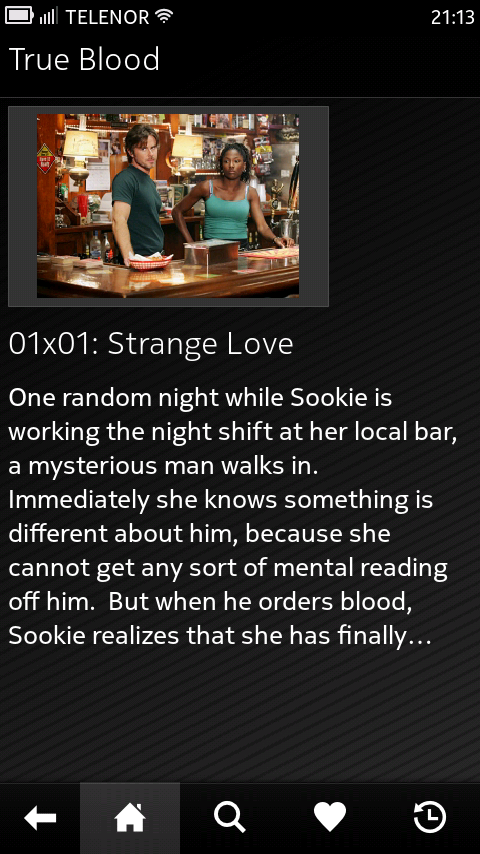 TELENOR 21:13
True Blood
01x01: Strange Love
One random night while Sookie is
working the night shift at her local bar,
a mysterious man walks in.
Immediately she knows something is
different about him, because she
cannot get any sort of mental reading
off him.  But when he orders blood,
Sookie realizes that she has finally…